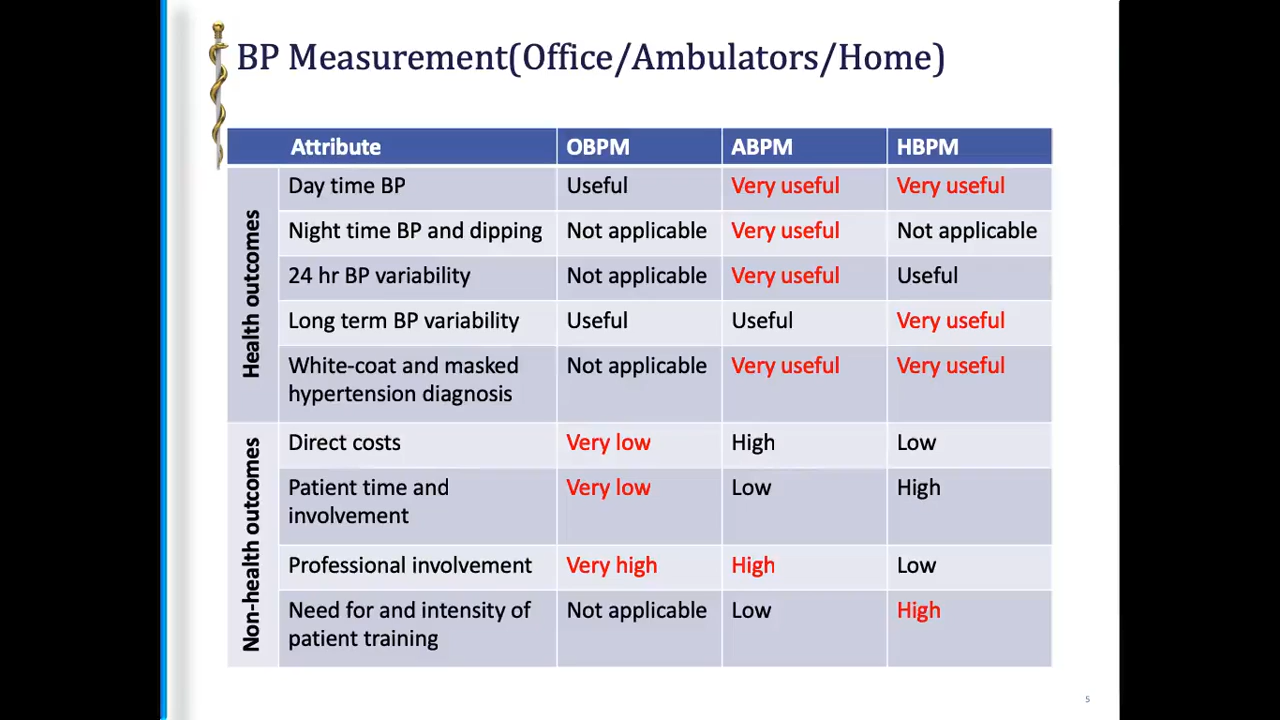 BP Measurement(Office/Ambulators/Home)
Attribute OBPM ABPM HBPM
Health outcomes
Day time BP Useful Very useful Very useful
Night time BP and dipping Not applicable Very useful Not applicable
24 hr BP variability Not applicable Very useful Useful
Long term BP variability Useful Useful Very useful
White-coat and masked Not applicable Very useful Very useful
hypertension diagnosis
Non-health outcomes
Direct costs Very low High Low
Patient time and Very low Low High
involvement
Professional involvement Very high High Low
Need for and intensity of Not applicable Low High
patient training
5